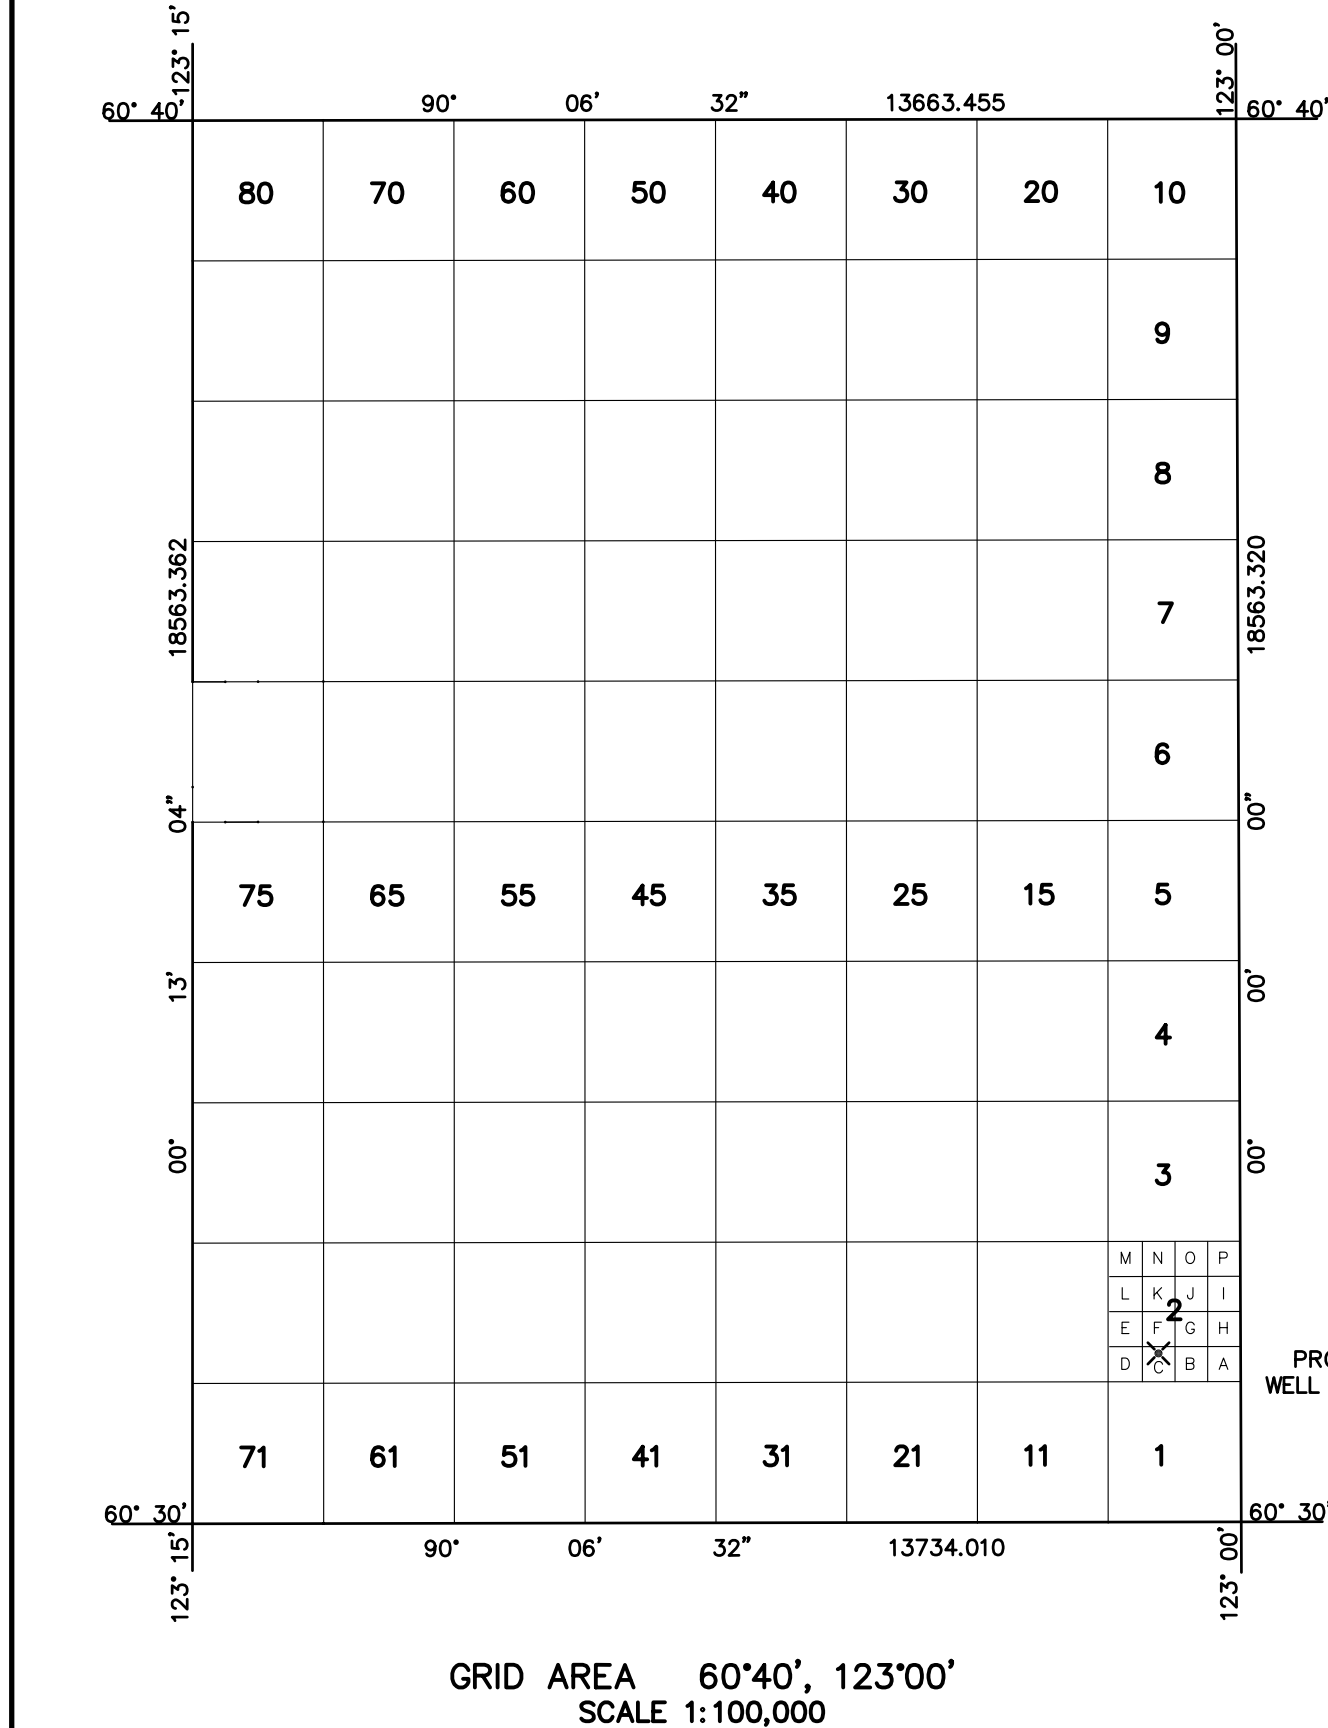 123° 15' 123° 00'
60° 40' 90° 06' 32" 13663.455 60° 40'
80 70 60 50 40 30 20 10
9
8
18563.362 18563.320
7
6
04" 00"
75 65 55 45 35 25 15 5
13' 00'
4
00° 00°
3
M N O P
L K J I
2
E F G H
D C B A
PRO
WELL
71 61 51 41 31 21 11 1
60° 30' 60° 30'
90° 06' 32" 13734.010
123° 15' 123° 00'
GRID AREA 60°40', 123°00'
SCALE 1:100,000